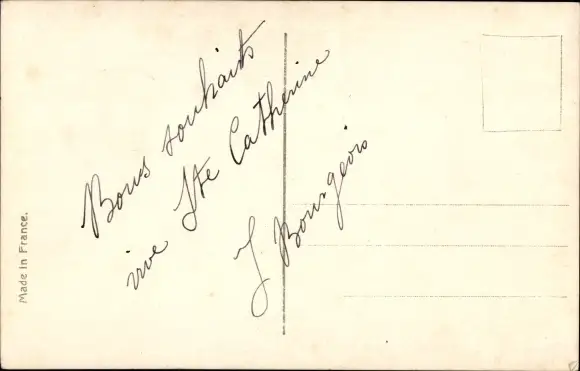 Bons souhaits
vive Ste Catherine
J Bourgeois
Made in France.